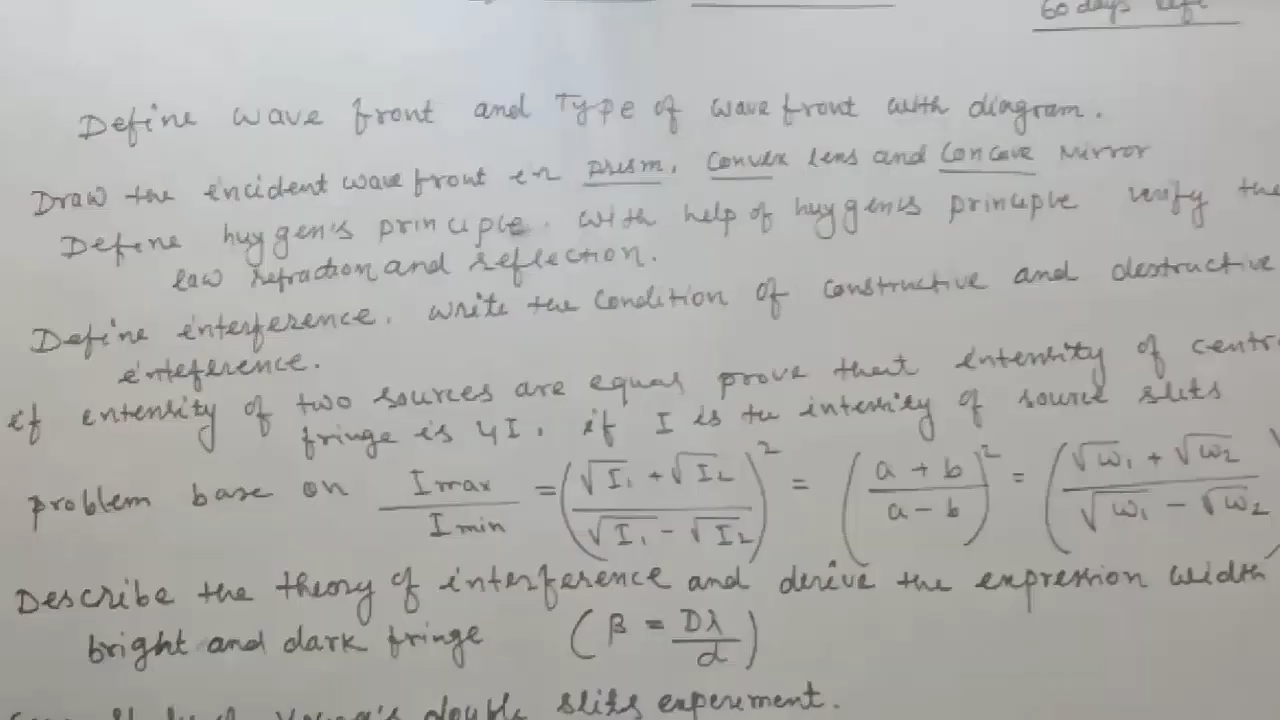 60 days left
Define wave front and Type of wave front with diagram.
Draw the incident wave front in prism, convex lens and concave Mirror
Define huygen's principle. With help of huygen's principle verify the
law refraction and reflection.
Define interference. write the condition of constructive and destructive
inteference.
if intensity of two sources are equal prove that intensity of centr
fringe is 4I. if I is the intensity of source slits
problem base on Imax/Imin = ((√I₁ + √I₂)/(√I₁ - √I₂))² = ((a + b)/(a - b))² = ((√w₁ + √w₂)/(√w₁ - √w₂))
Describe the theory of interference and derive the expression width
bright and dark fringe (β = Dλ/d)
Young's double slits experement.